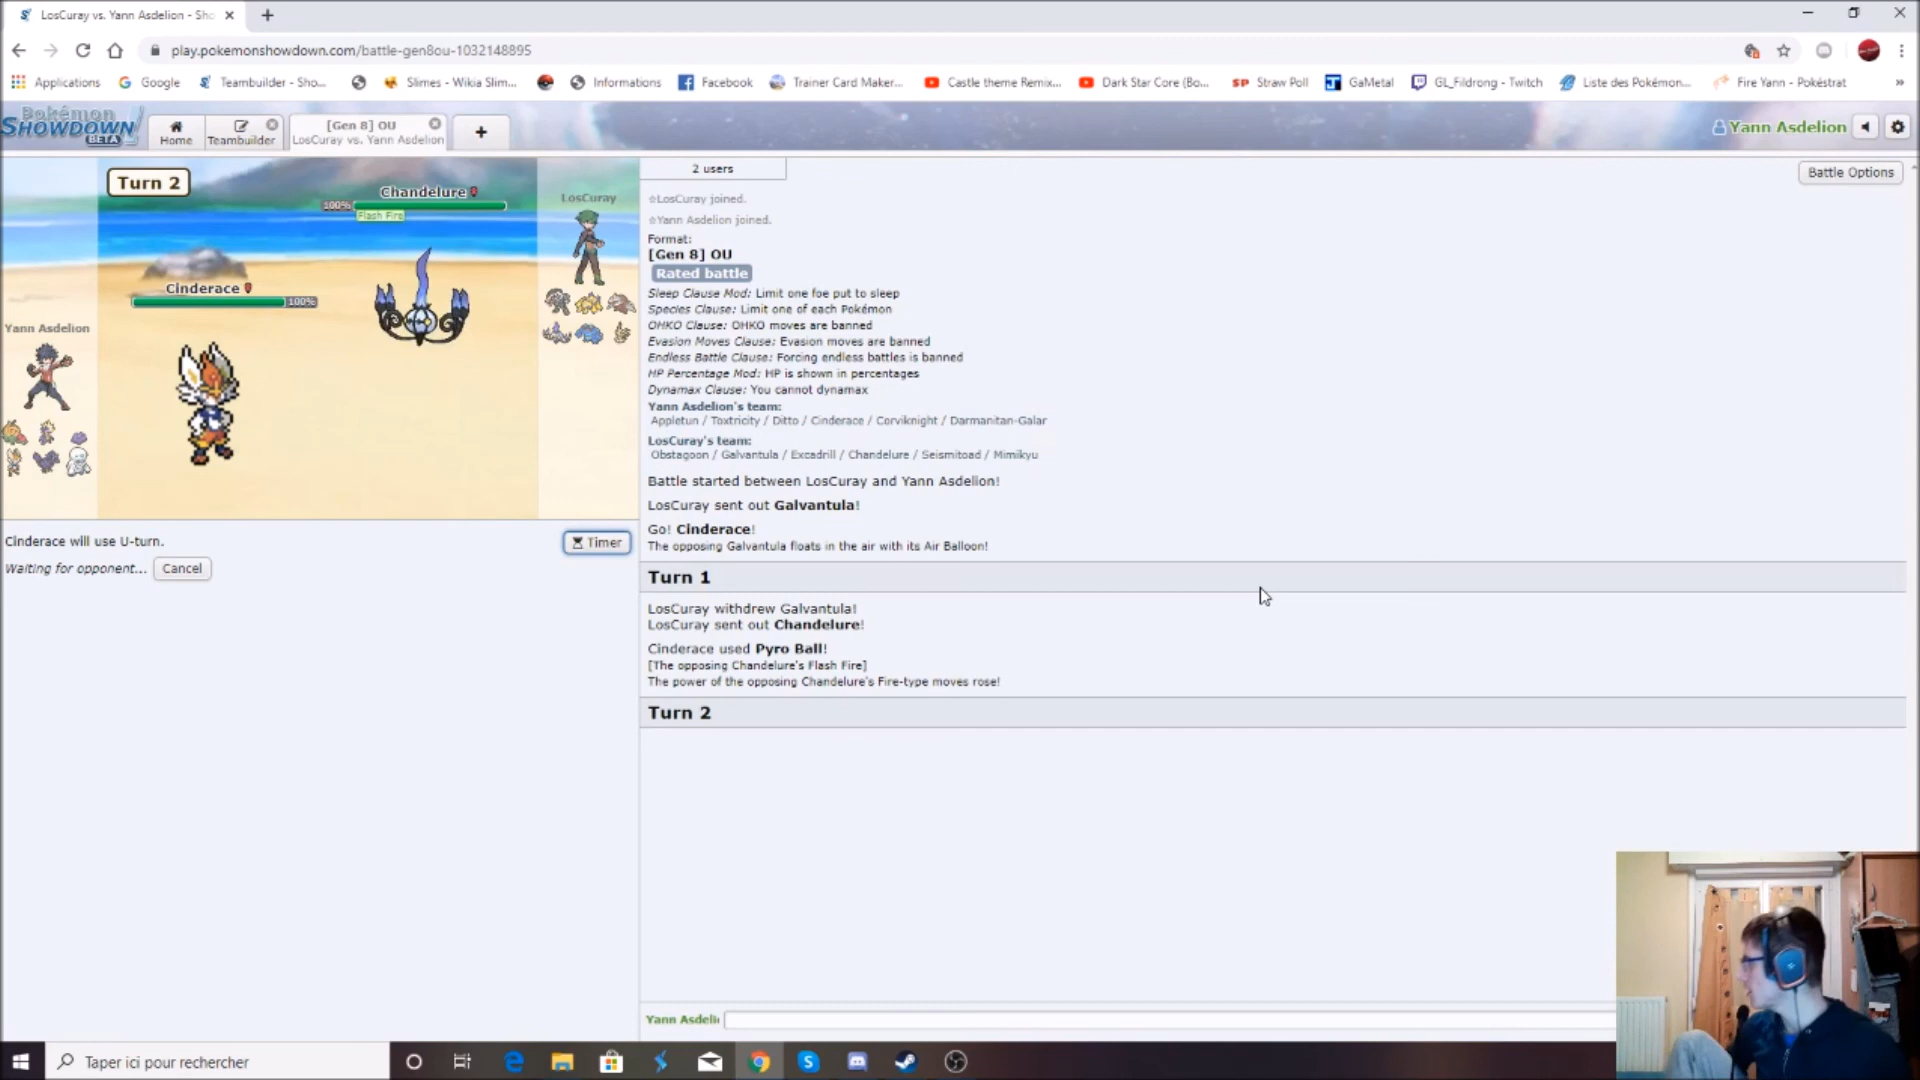 LosCuray vs. Yann Asdelion - Sho
play.pokemonshowdown.com/battle-gen8ou-1032148895
Applications
Google
Teambuilder - Sho...
Slimes - Wikia Slim...
Informations
Facebook
Trainer Card Maker...
Castle theme Remix...
Dark Star Core (Bo...
Straw Poll
GaMetal
GL_Fildrong - Twitch
Liste des Pokémon...
Fire Yann - Pokéstrat
»
Pokémon
SHOWDOWN
BETA
Home
Teambuilder
[Gen 8] OU
LosCuray vs. Yann Asdelion
Yann Asdelion
Turn 2
Chandelure
100%
Flash Fire
LosCuray
Cinderace
100%
Yann Asdelion
Cinderace will use U-turn.
Timer
Waiting for opponent...
Cancel
2 users
Battle Options
☆LosCuray joined.
☆Yann Asdelion joined.
Format:
[Gen 8] OU
Rated battle
Sleep Clause Mod: Limit one foe put to sleep
Species Clause: Limit one of each Pokémon
OHKO Clause: OHKO moves are banned
Evasion Moves Clause: Evasion moves are banned
Endless Battle Clause: Forcing endless battles is banned
HP Percentage Mod: HP is shown in percentages
Dynamax Clause: You cannot dynamax
Yann Asdelion's team:
Appletun / Toxtricity / Ditto / Cinderace / Corviknight / Darmanitan-Galar
LosCuray's team:
Obstagoon / Galvantula / Excadrill / Chandelure / Seismitoad / Mimikyu
Battle started between LosCuray and Yann Asdelion!
LosCuray sent out Galvantula!
Go! Cinderace!
The opposing Galvantula floats in the air with its Air Balloon!
Turn 1
LosCuray withdrew Galvantula!
LosCuray sent out Chandelure!
Cinderace used Pyro Ball!
[The opposing Chandelure's Flash Fire]
The power of the opposing Chandelure's Fire-type moves rose!
Turn 2
Yann Asdeli
Taper ici pour rechercher